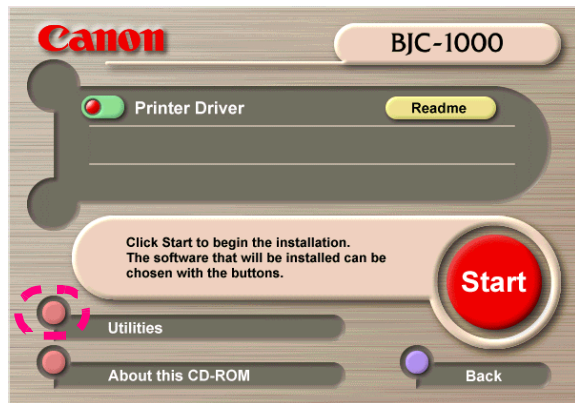 Canon
BJC-1000
Printer Driver
Readme
Click Start to begin the installation.
The software that will be installed can be
chosen with the buttons.
Start
Utilities
About this CD-ROM
Back